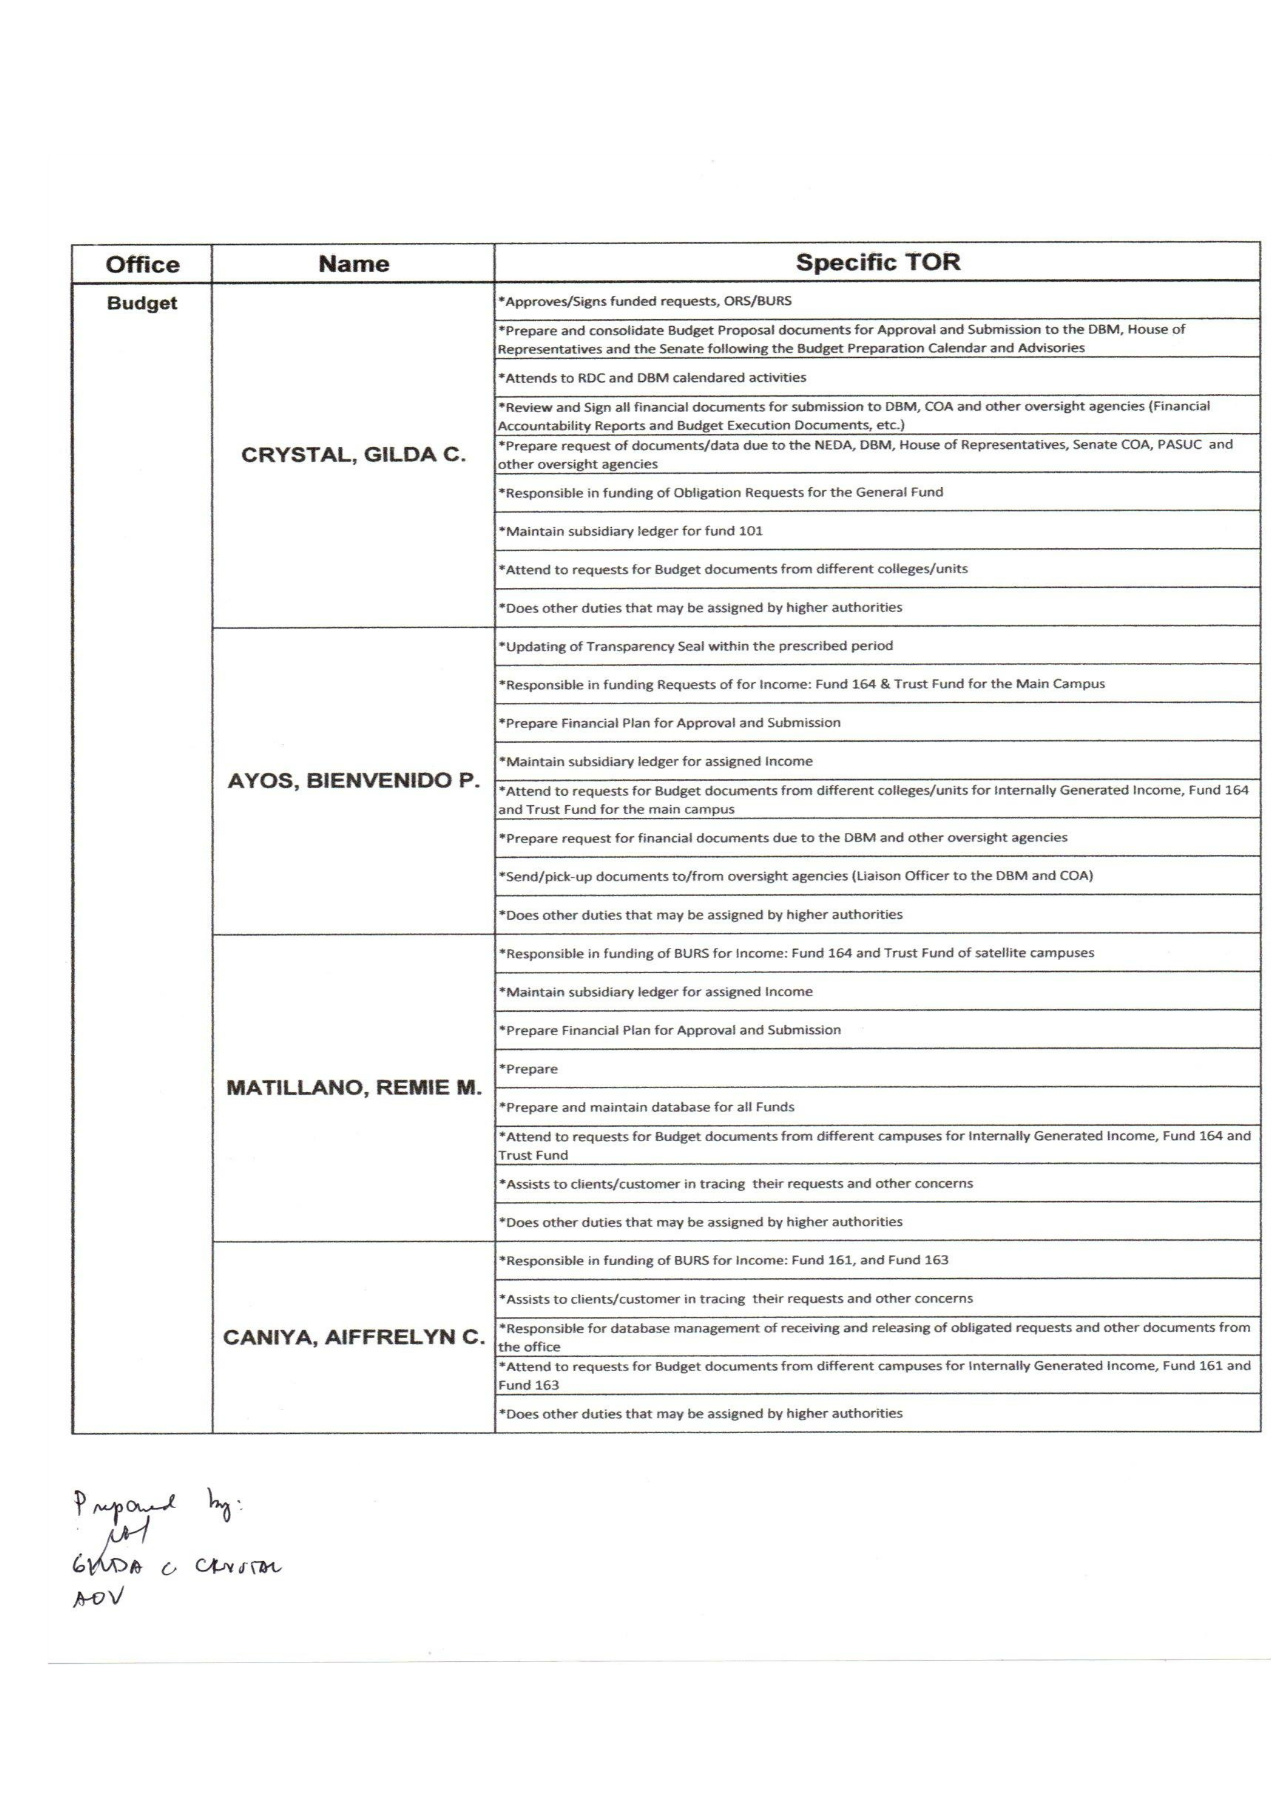 Office Name Specific TOR
Budget
CRYSTAL, GILDA C.
*Approves/Signs funded requests, ORS/BURS
*Prepare and consolidate Budget Proposal documents for Approval and Submission to the DBM, House of
Representatives and the Senate following the Budget Preparation Calendar and Advisories
*Attends to RDC and DBM calendared activities
*Review and Sign all financial documents for submission to DBM, COA and other oversight agencies (Financial
Accountability Reports and Budget Execution Documents, etc.)
*Prepare request of documents/data due to the NEDA, DBM, House of Representatives, Senate COA, PASUC and
other oversight agencies
*Responsible in funding of Obligation Requests for the General Fund
*Maintain subsidiary ledger for fund 101
*Attend to requests for Budget documents from different colleges/units
*Does other duties that may be assigned by higher authorities
AYOS, BIENVENIDO P.
*Updating of Transparency Seal within the prescribed period
*Responsible in funding Requests of for Income: Fund 164 & Trust Fund for the Main Campus
*Prepare Financial Plan for Approval and Submission
*Maintain subsidiary ledger for assigned Income
*Attend to requests for Budget documents from different colleges/units for Internally Generated Income, Fund 164
and Trust Fund for the main campus
*Prepare request for financial documents due to the DBM and other oversight agencies
*Send/pick-up documents to/from oversight agencies (Liaison Officer to the DBM and COA)
*Does other duties that may be assigned by higher authorities
MATILLANO, REMIE M.
*Responsible in funding of BURS for Income: Fund 164 and Trust Fund of satellite campuses
*Maintain subsidiary ledger for assigned Income
*Prepare Financial Plan for Approval and Submission
*Prepare
*Prepare and maintain database for all Funds
*Attend to requests for Budget documents from different campuses for Internally Generated Income, Fund 164 and
Trust Fund
*Assists to clients/customer in tracing their requests and other concerns
*Does other duties that may be assigned by higher authorities
CANIYA, AIFFRELYN C.
*Responsible in funding of BURS for Income: Fund 161, and Fund 163
*Assists to clients/customer in tracing their requests and other concerns
*Responsible for database management of receiving and releasing of obligated requests and other documents from
the office
*Attend to requests for Budget documents from different campuses for Internally Generated Income, Fund 161 and
Fund 163
*Does other duties that may be assigned by higher authorities
Prepared by:
GILDA C CRYSTAL
AOV